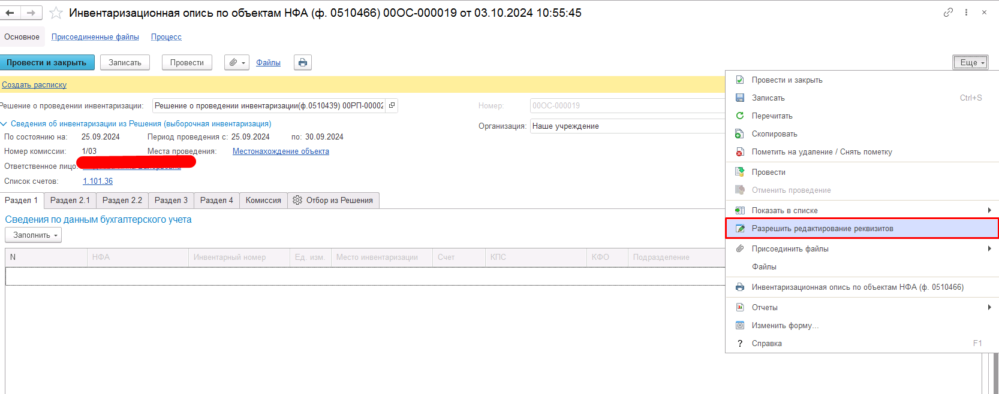 Инвентаризационная опись по объектам НФА (ф. 0510466) 00ОС-000019 от 03.10.2024 10:55:45
Основное Присоединенные файлы Процесс
Провести и закрыть Записать Провести Файлы Еще
Создать расписку
Решение о проведении инвентаризации: Решение о проведении инвентаризации(ф.0510439) 00РП-00002 Номер: 00ОС-000019
Сведения об инвентаризации из Решения (выборочная инвентаризация) Организация: Наше учреждение
По состоянию на: 25.09.2024 Период проведения с: 25.09.2024 по: 30.09.2024
Номер комиссии: 1/03 Места проведения: Местонахождение объекта
Ответственное лицо:
Список счетов: 1.101.36
Раздел 1 Раздел 2.1 Раздел 2.2 Раздел 3 Раздел 4 Комиссия Отбор из Решения
Сведения по данным бухгалтерского учета
Заполнить
N НФА Инвентарный номер Ед. изм. Место инвентаризации Счет КПС КФО Подразделение
Провести и закрыть
Записать Ctrl+S
Перечитать
Скопировать
Пометить на удаление / Снять пометку
Провести
Отменить проведение
Показать в списке
Разрешить редактирование реквизитов
Присоединить файлы
Файлы
Инвентаризационная опись по объектам НФА (ф. 0510466)
Отчеты
Изменить форму...
? Справка F1